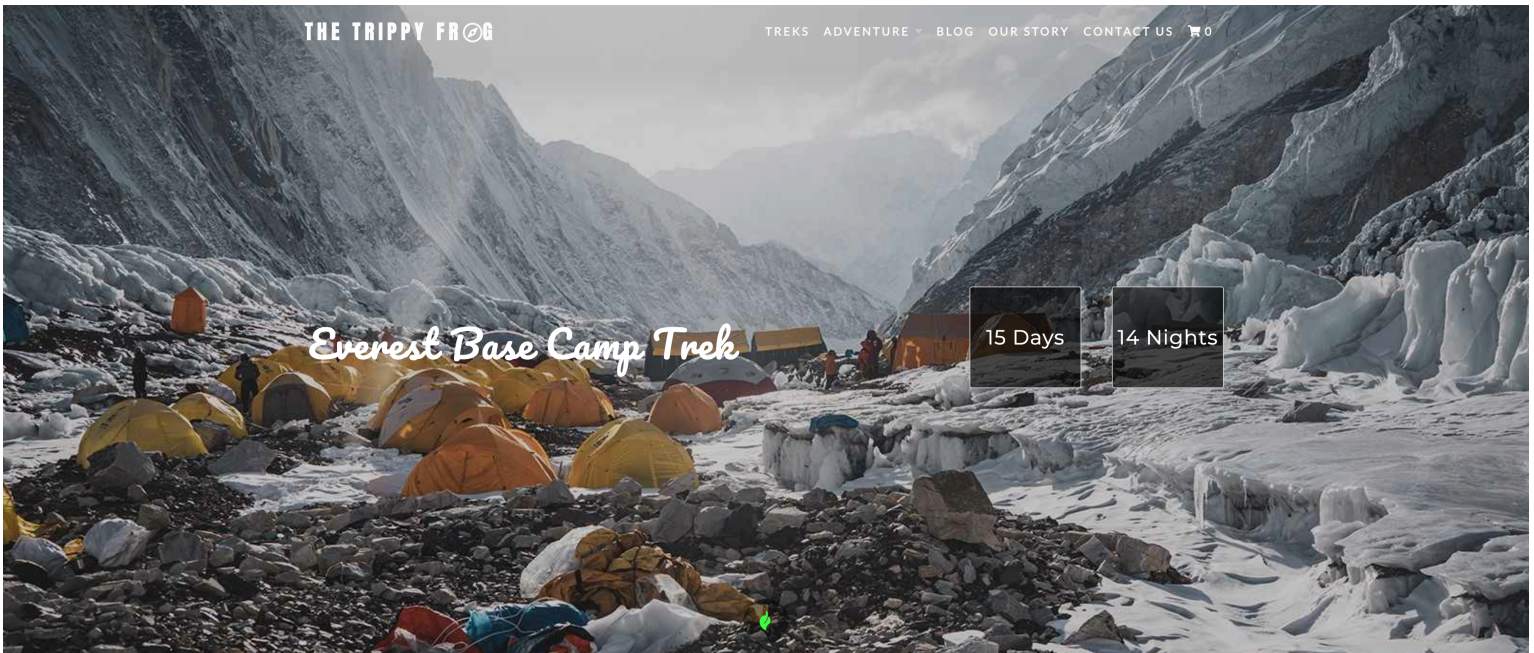 THE TRIPPY FROG
TREKS ADVENTURE BLOG OUR STORY CONTACT US 0
Everest Base Camp Trek
15 Days
14 Nights